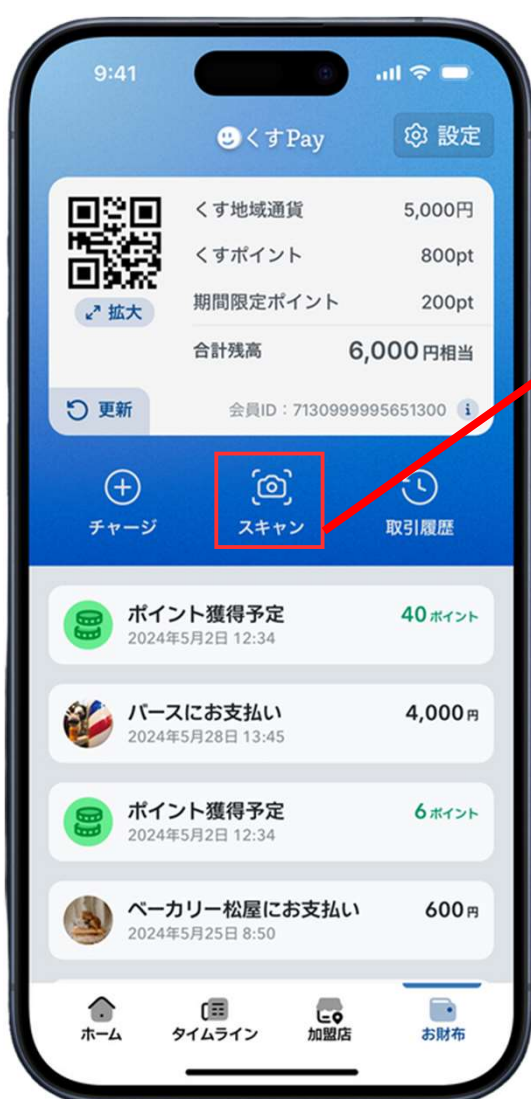 9:41
くすPay
設定
くす地域通貨 5,000円
くすポイント 800pt
拡大
期間限定ポイント 200pt
合計残高 6,000円相当
更新
会員ID:7130999995651300 i
チャージ スキャン 取引履歴
ポイント獲得予定 40ポイント
2024年5月2日 12:34
バースにお支払い 4,000円
2024年5月28日 13:45
ポイント獲得予定 6ポイント
2024年5月2日 12:34
ベーカリー松屋にお支払い 600円
2024年5月25日 8:50
ホーム タイムライン 加盟店 お財布